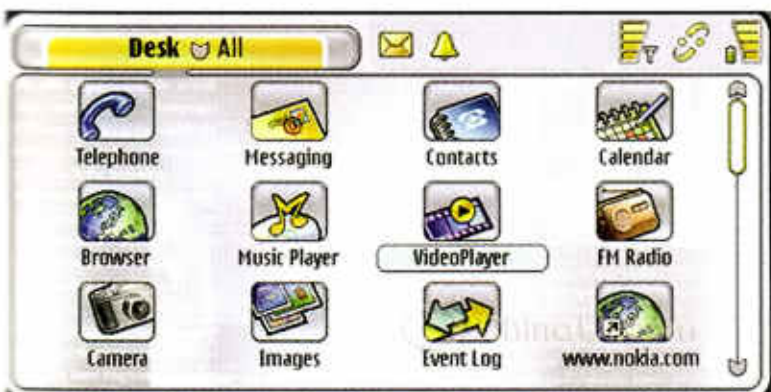 Desk All
Telephone Messaging Contacts Calendar
Browser Music Player VideoPlayer FM Radio
Camera Images Event Log www.nokia.com